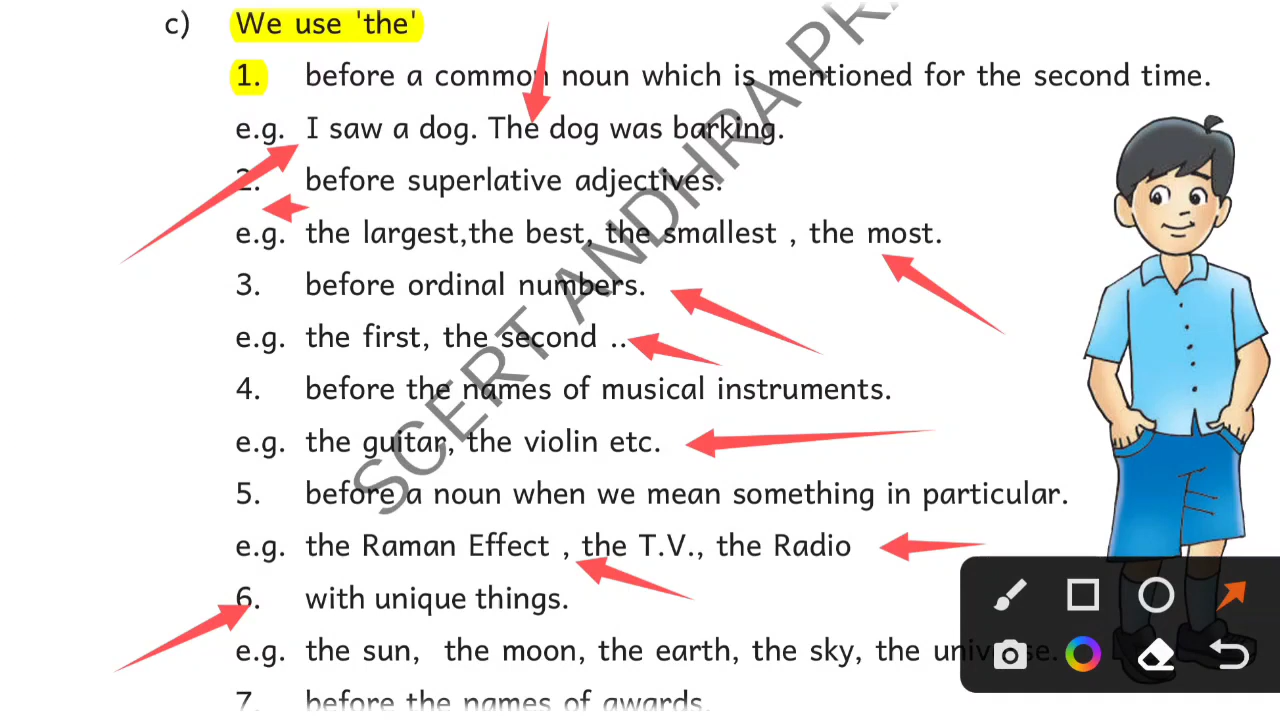 c) We use 'the'
1. before a common noun which is mentioned for the second time.
e.g. I saw a dog. The dog was barking.
2. before superlative adjectives.
e.g. the largest,the best, the smallest , the most.
3. before ordinal numbers.
e.g. the first, the second ..
4. before the names of musical instruments.
e.g. the guitar, the violin etc.
5. before a noun when we mean something in particular.
e.g. the Raman Effect , the T.V., the Radio
6. with unique things.
e.g. the sun, the moon, the earth, the sky, the universe.
7. before the names of awards.
SCERT ANDHRA PR